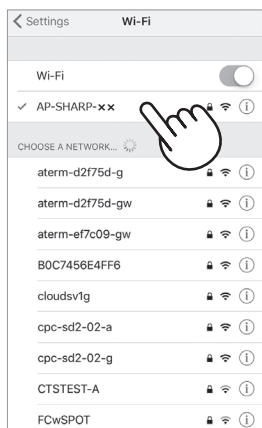 Settings Wi-Fi
Wi-Fi
AP-SHARP-××
CHOOSE A NETWORK...
aterm-d2f75d-g
aterm-d2f75d-gw
aterm-ef7c09-gw
B0C7456E4FF6
cloudsv1g
cpc-sd2-02-a
cpc-sd2-02-g
CTSTEST-A
FCwSPOT